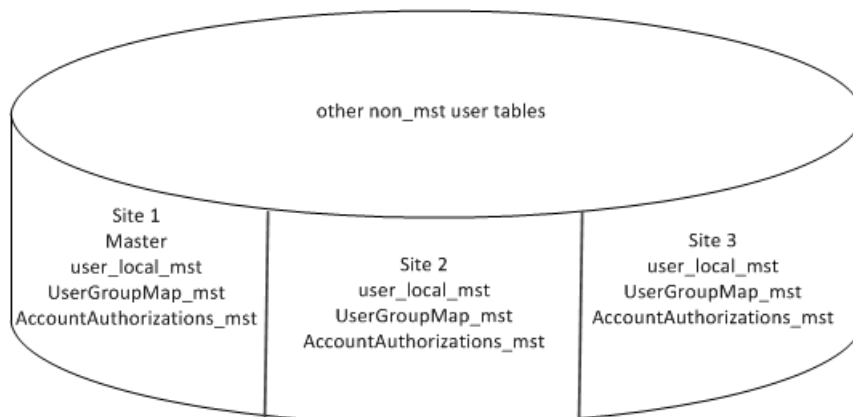 other non_mst user tables
Site 1
Master
user_local_mst
UserGroupMap_mst
AccountAuthorizations_mst
Site 2
user_local_mst
UserGroupMap_mst
AccountAuthorizations_mst
Site 3
user_local_mst
UserGroupMap_mst
AccountAuthorizations_mst